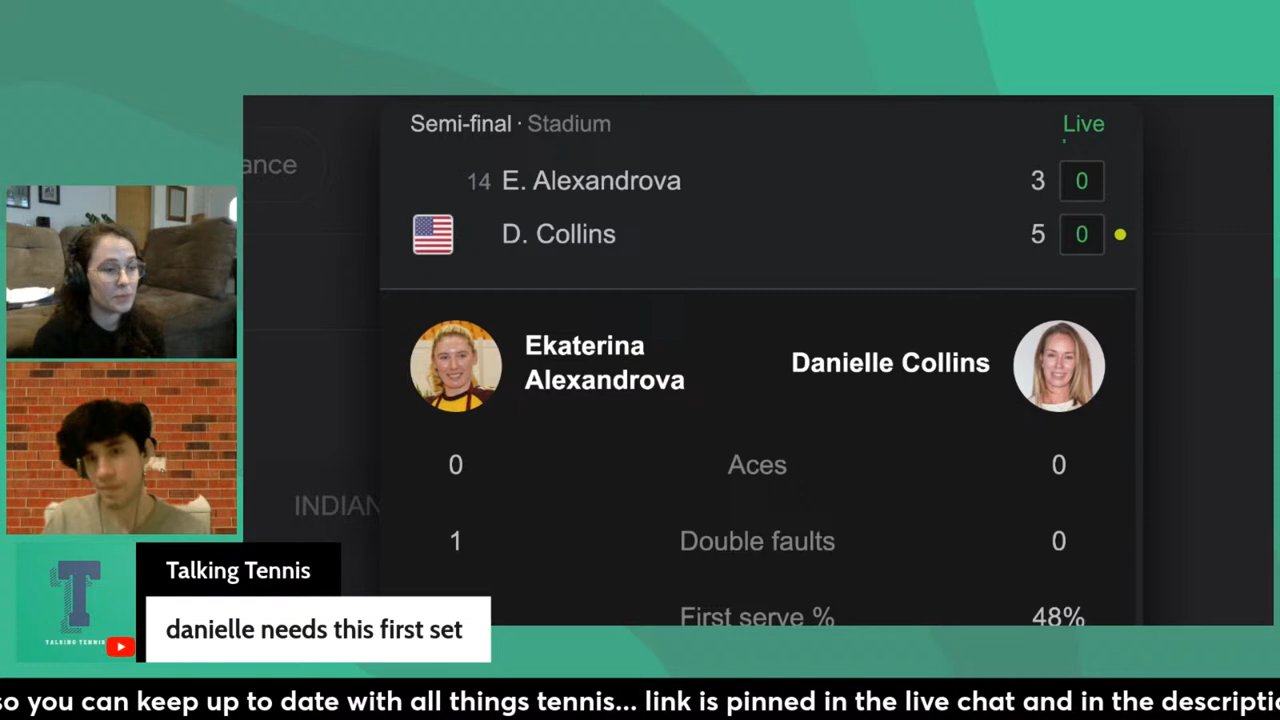 Semi-final · Stadium
Live
14 E. Alexandrova 3 0
D. Collins 5 0
ance
Ekaterina
Alexandrova
Danielle Collins
0 Aces 0
INDIAN
1 Double faults 0
First serve % 48%
Talking Tennis
T
TALKING TENNIS
danielle needs this first set
so you can keep up to date with all things tennis... link is pinned in the live chat and in the descriptio